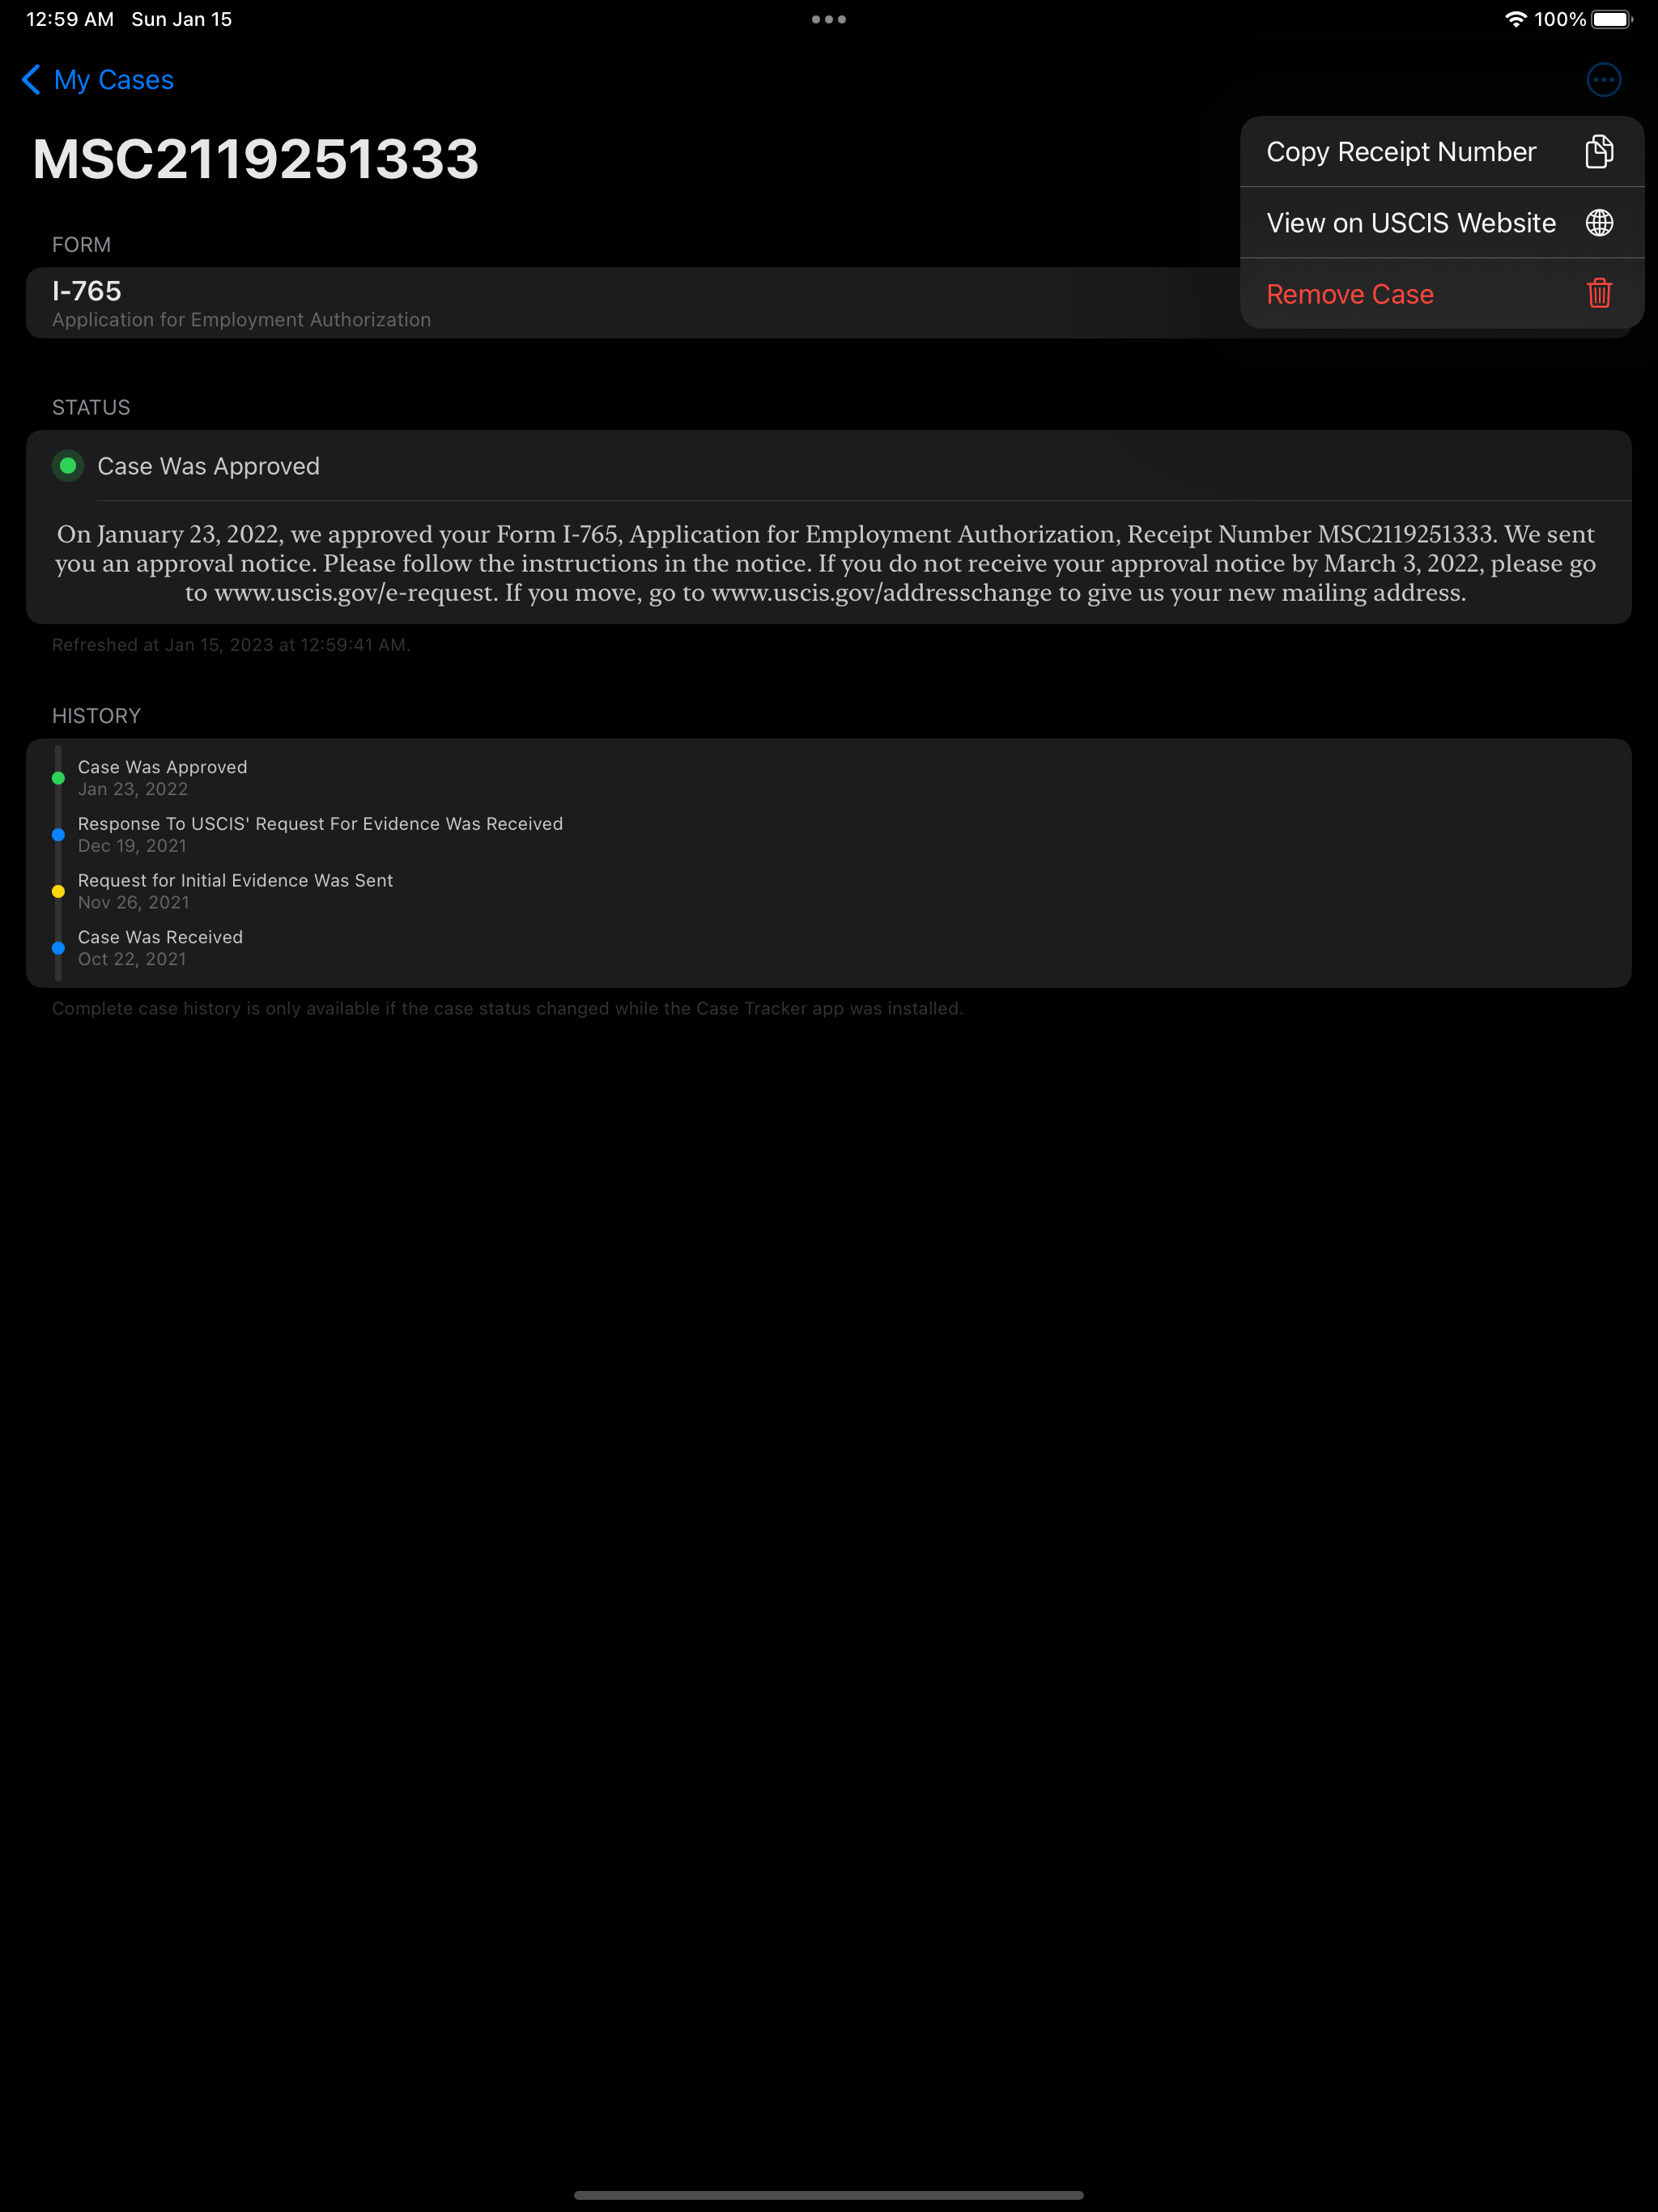 12:59 AM Sun Jan 15
100%
My Cases
MSC2119251333
Copy Receipt Number
View on USCIS Website
Remove Case
FORM
I-765
Application for Employment Authorization
STATUS
Case Was Approved
On January 23, 2022, we approved your Form I-765, Application for Employment Authorization, Receipt Number MSC2119251333. We sent
you an approval notice. Please follow the instructions in the notice. If you do not receive your approval notice by March 3, 2022, please go
to www.uscis.gov/e-request. If you move, go to www.uscis.gov/addresschange to give us your new mailing address.
Refreshed at Jan 15, 2023 at 12:59:41 AM.
HISTORY
Case Was Approved
Jan 23, 2022
Response To USCIS' Request For Evidence Was Received
Dec 19, 2021
Request for Initial Evidence Was Sent
Nov 26, 2021
Case Was Received
Oct 22, 2021
Complete case history is only available if the case status changed while the Case Tracker app was installed.